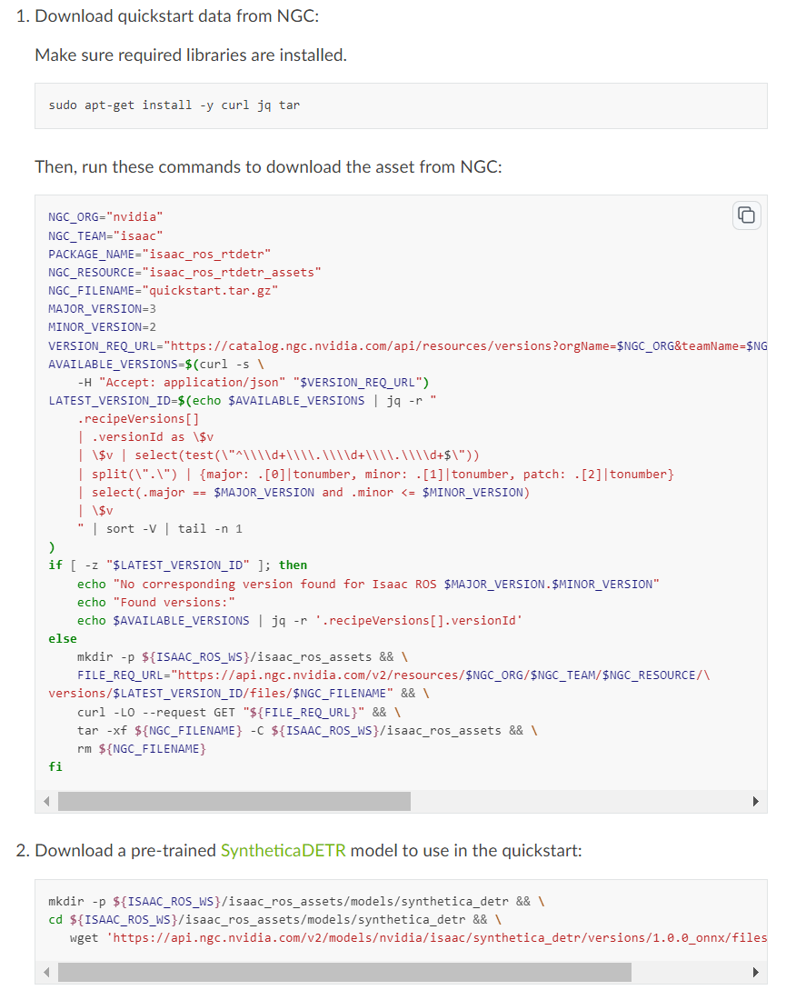 1. Download quickstart data from NGC:
Make sure required libraries are installed.
sudo apt-get install -y curl jq tar
Then, run these commands to download the asset from NGC:
NGC_ORG="nvidia"
NGC_TEAM="isaac"
PACKAGE_NAME="isaac_ros_rtdetr"
NGC_RESOURCE="isaac_ros_rtdetr_assets"
NGC_FILENAME="quickstart.tar.gz"
MAJOR_VERSION=3
MINOR_VERSION=2
VERSION_REQ_URL="https://catalog.ngc.nvidia.com/api/resources/versions?orgName=$NGC_ORG&teamName=$NG
AVAILABLE_VERSIONS=$(curl -s \
    -H "Accept: application/json" "$VERSION_REQ_URL")
LATEST_VERSION_ID=$(echo $AVAILABLE_VERSIONS | jq -r "
    .recipeVersions[]
    | .versionId as \$v
    | \$v | select(test(\"^\\\\d+\\\\.\\\\d+\\\\.\\\\d+$\"))
    | split(\".\") | {major: .[0]|tonumber, minor: .[1]|tonumber, patch: .[2]|tonumber}
    | select(.major == $MAJOR_VERSION and .minor <= $MINOR_VERSION)
    | \$v
    " | sort -V | tail -n 1
)
if [ -z "$LATEST_VERSION_ID" ]; then
    echo "No corresponding version found for Isaac ROS $MAJOR_VERSION.$MINOR_VERSION"
    echo "Found versions:"
    echo $AVAILABLE_VERSIONS | jq -r '.recipeVersions[].versionId'
else
    mkdir -p ${ISAAC_ROS_WS}/isaac_ros_assets && \
    FILE_REQ_URL="https://api.ngc.nvidia.com/v2/resources/$NGC_ORG/$NGC_TEAM/$NGC_RESOURCE/\
versions/$LATEST_VERSION_ID/files/$NGC_FILENAME" && \
    curl -LO --request GET "${FILE_REQ_URL}" && \
    tar -xf ${NGC_FILENAME} -C ${ISAAC_ROS_WS}/isaac_ros_assets && \
    rm ${NGC_FILENAME}
fi
2. Download a pre-trained SyntheticaDETR model to use in the quickstart:
mkdir -p ${ISAAC_ROS_WS}/isaac_ros_assets/models/synthetica_detr && \
cd ${ISAAC_ROS_WS}/isaac_ros_assets/models/synthetica_detr && \
   wget 'https://api.ngc.nvidia.com/v2/models/nvidia/isaac/synthetica_detr/versions/1.0.0_onnx/files